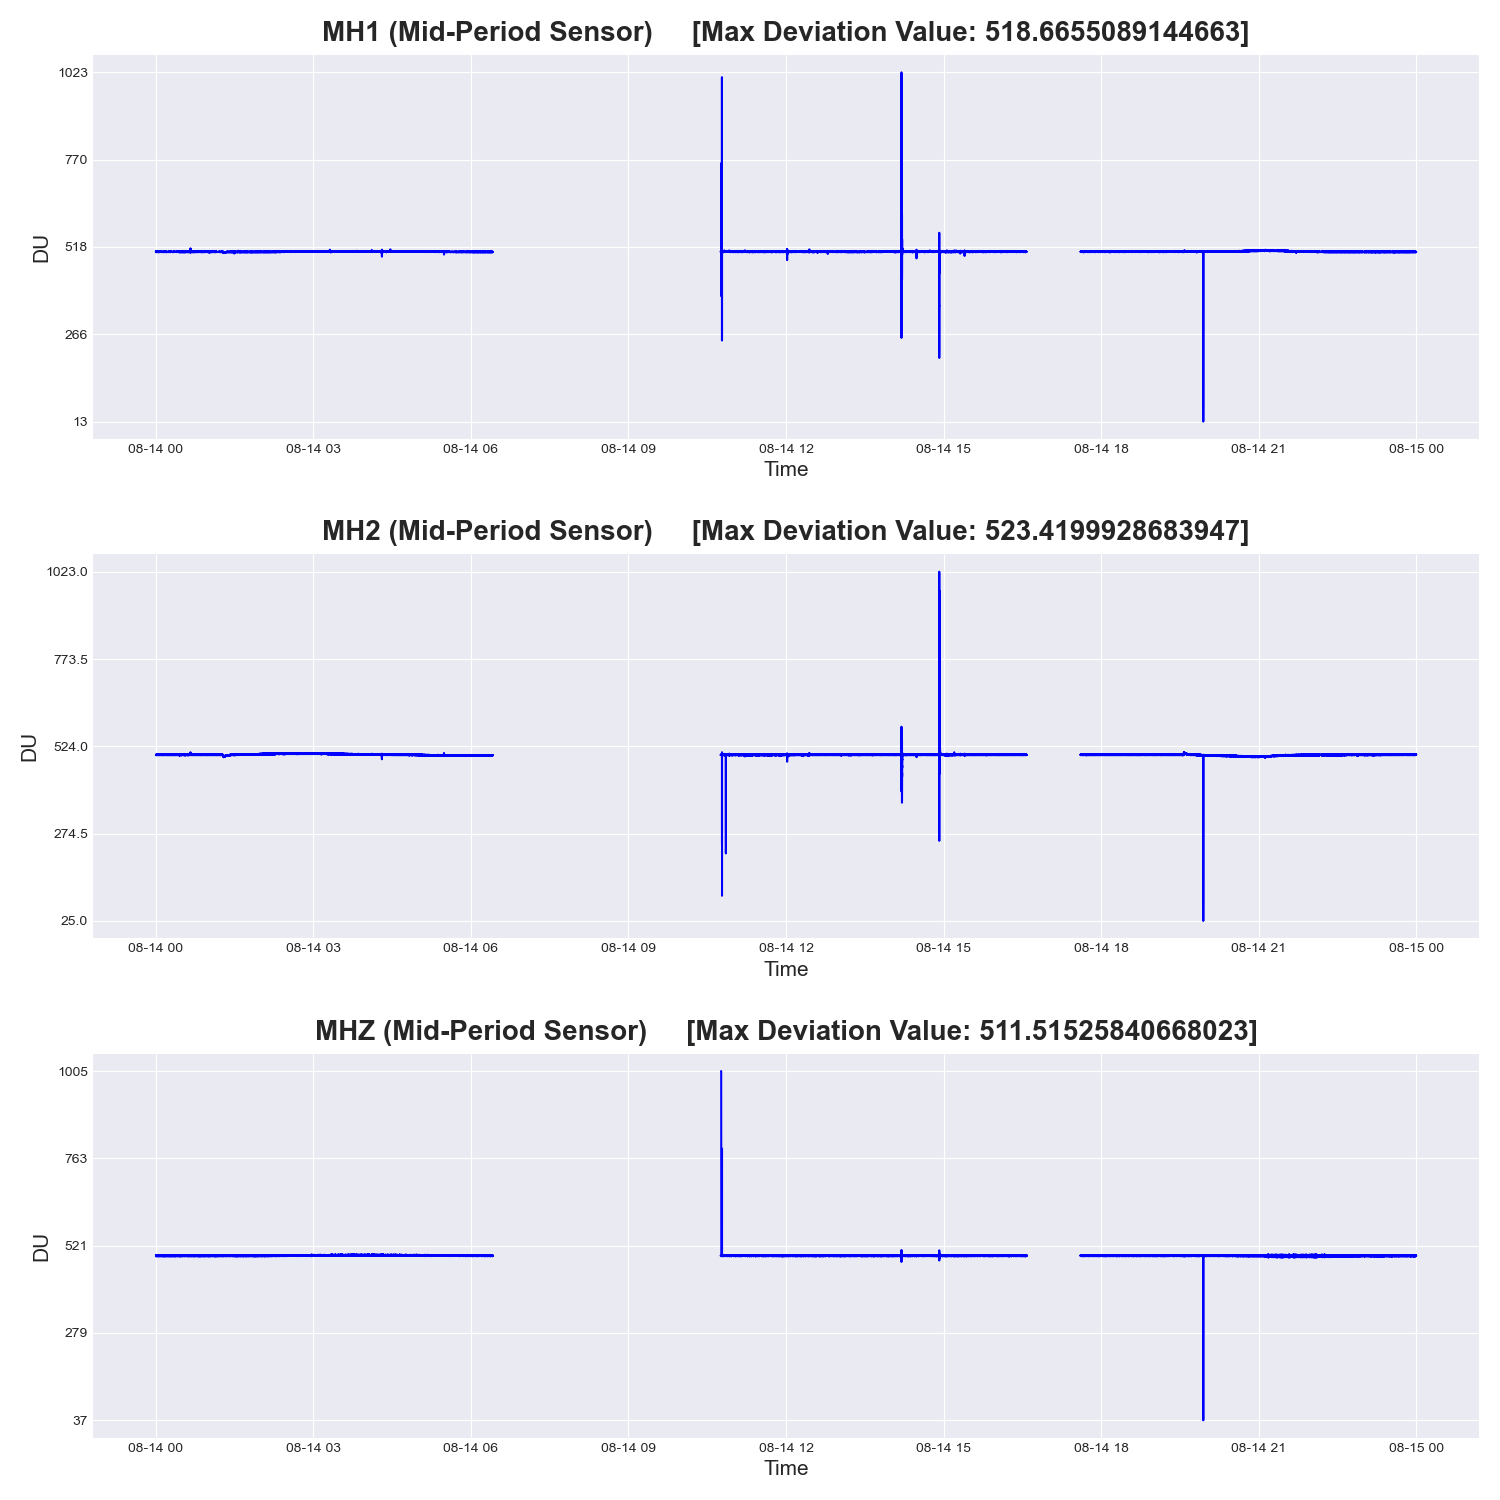 MH1 (Mid-Period Sensor) [Max Deviation Value: 518.6655089144663]
1023
770
518
266
13
DU
08-14 00 08-14 03 08-14 06 08-14 09 08-14 12 08-14 15 08-14 18 08-14 21 08-15 00
Time
MH2 (Mid-Period Sensor) [Max Deviation Value: 523.4199928683947]
1023.0
773.5
524.0
274.5
25.0
DU
08-14 00 08-14 03 08-14 06 08-14 09 08-14 12 08-14 15 08-14 18 08-14 21 08-15 00
Time
MHZ (Mid-Period Sensor) [Max Deviation Value: 511.51525840668023]
1005
763
521
279
37
DU
08-14 00 08-14 03 08-14 06 08-14 09 08-14 12 08-14 15 08-14 18 08-14 21 08-15 00
Time